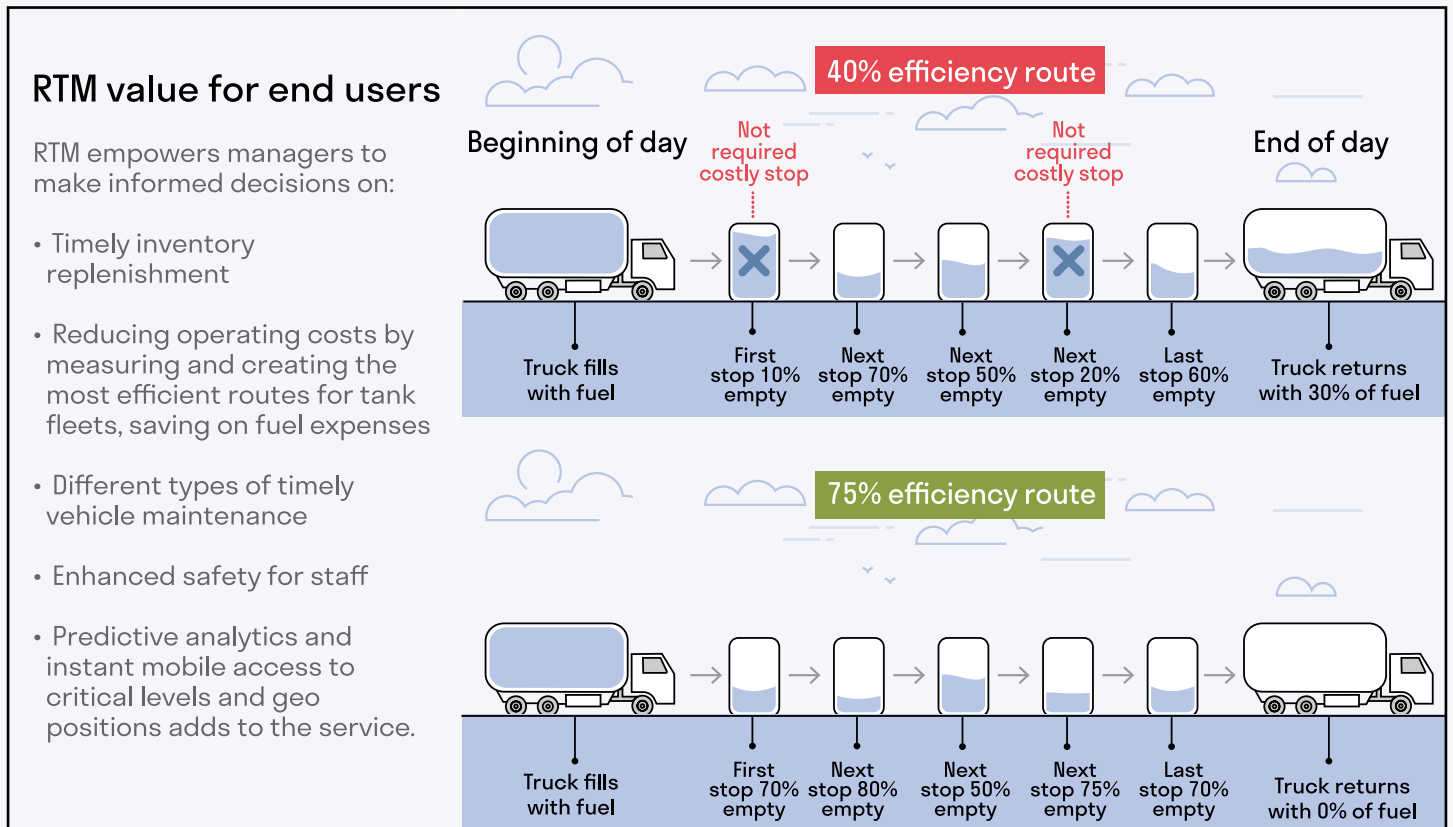 RTM value for end users
RTM empowers managers to
make informed decisions on:
• Timely inventory
replenishment
• Reducing operating costs by
measuring and creating the
most efficient routes for tank
fleets, saving on fuel expenses
• Different types of timely
vehicle maintenance
• Enhanced safety for staff
• Predictive analytics and
instant mobile access to
critical levels and geo
positions adds to the service.
40% efficiency route
Beginning of day
Not
required
costly stop
Not
required
costly stop
End of day
Truck fills
with fuel
First
stop 10%
empty
Next
stop 70%
empty
Next
stop 50%
empty
Next
stop 20%
empty
Last
stop 60%
empty
Truck returns
with 30% of fuel
75% efficiency route
Truck fills
with fuel
First
stop 70%
empty
Next
stop 80%
empty
Next
stop 50%
empty
Next
stop 75%
empty
Last
stop 70%
empty
Truck returns
with 0% of fuel